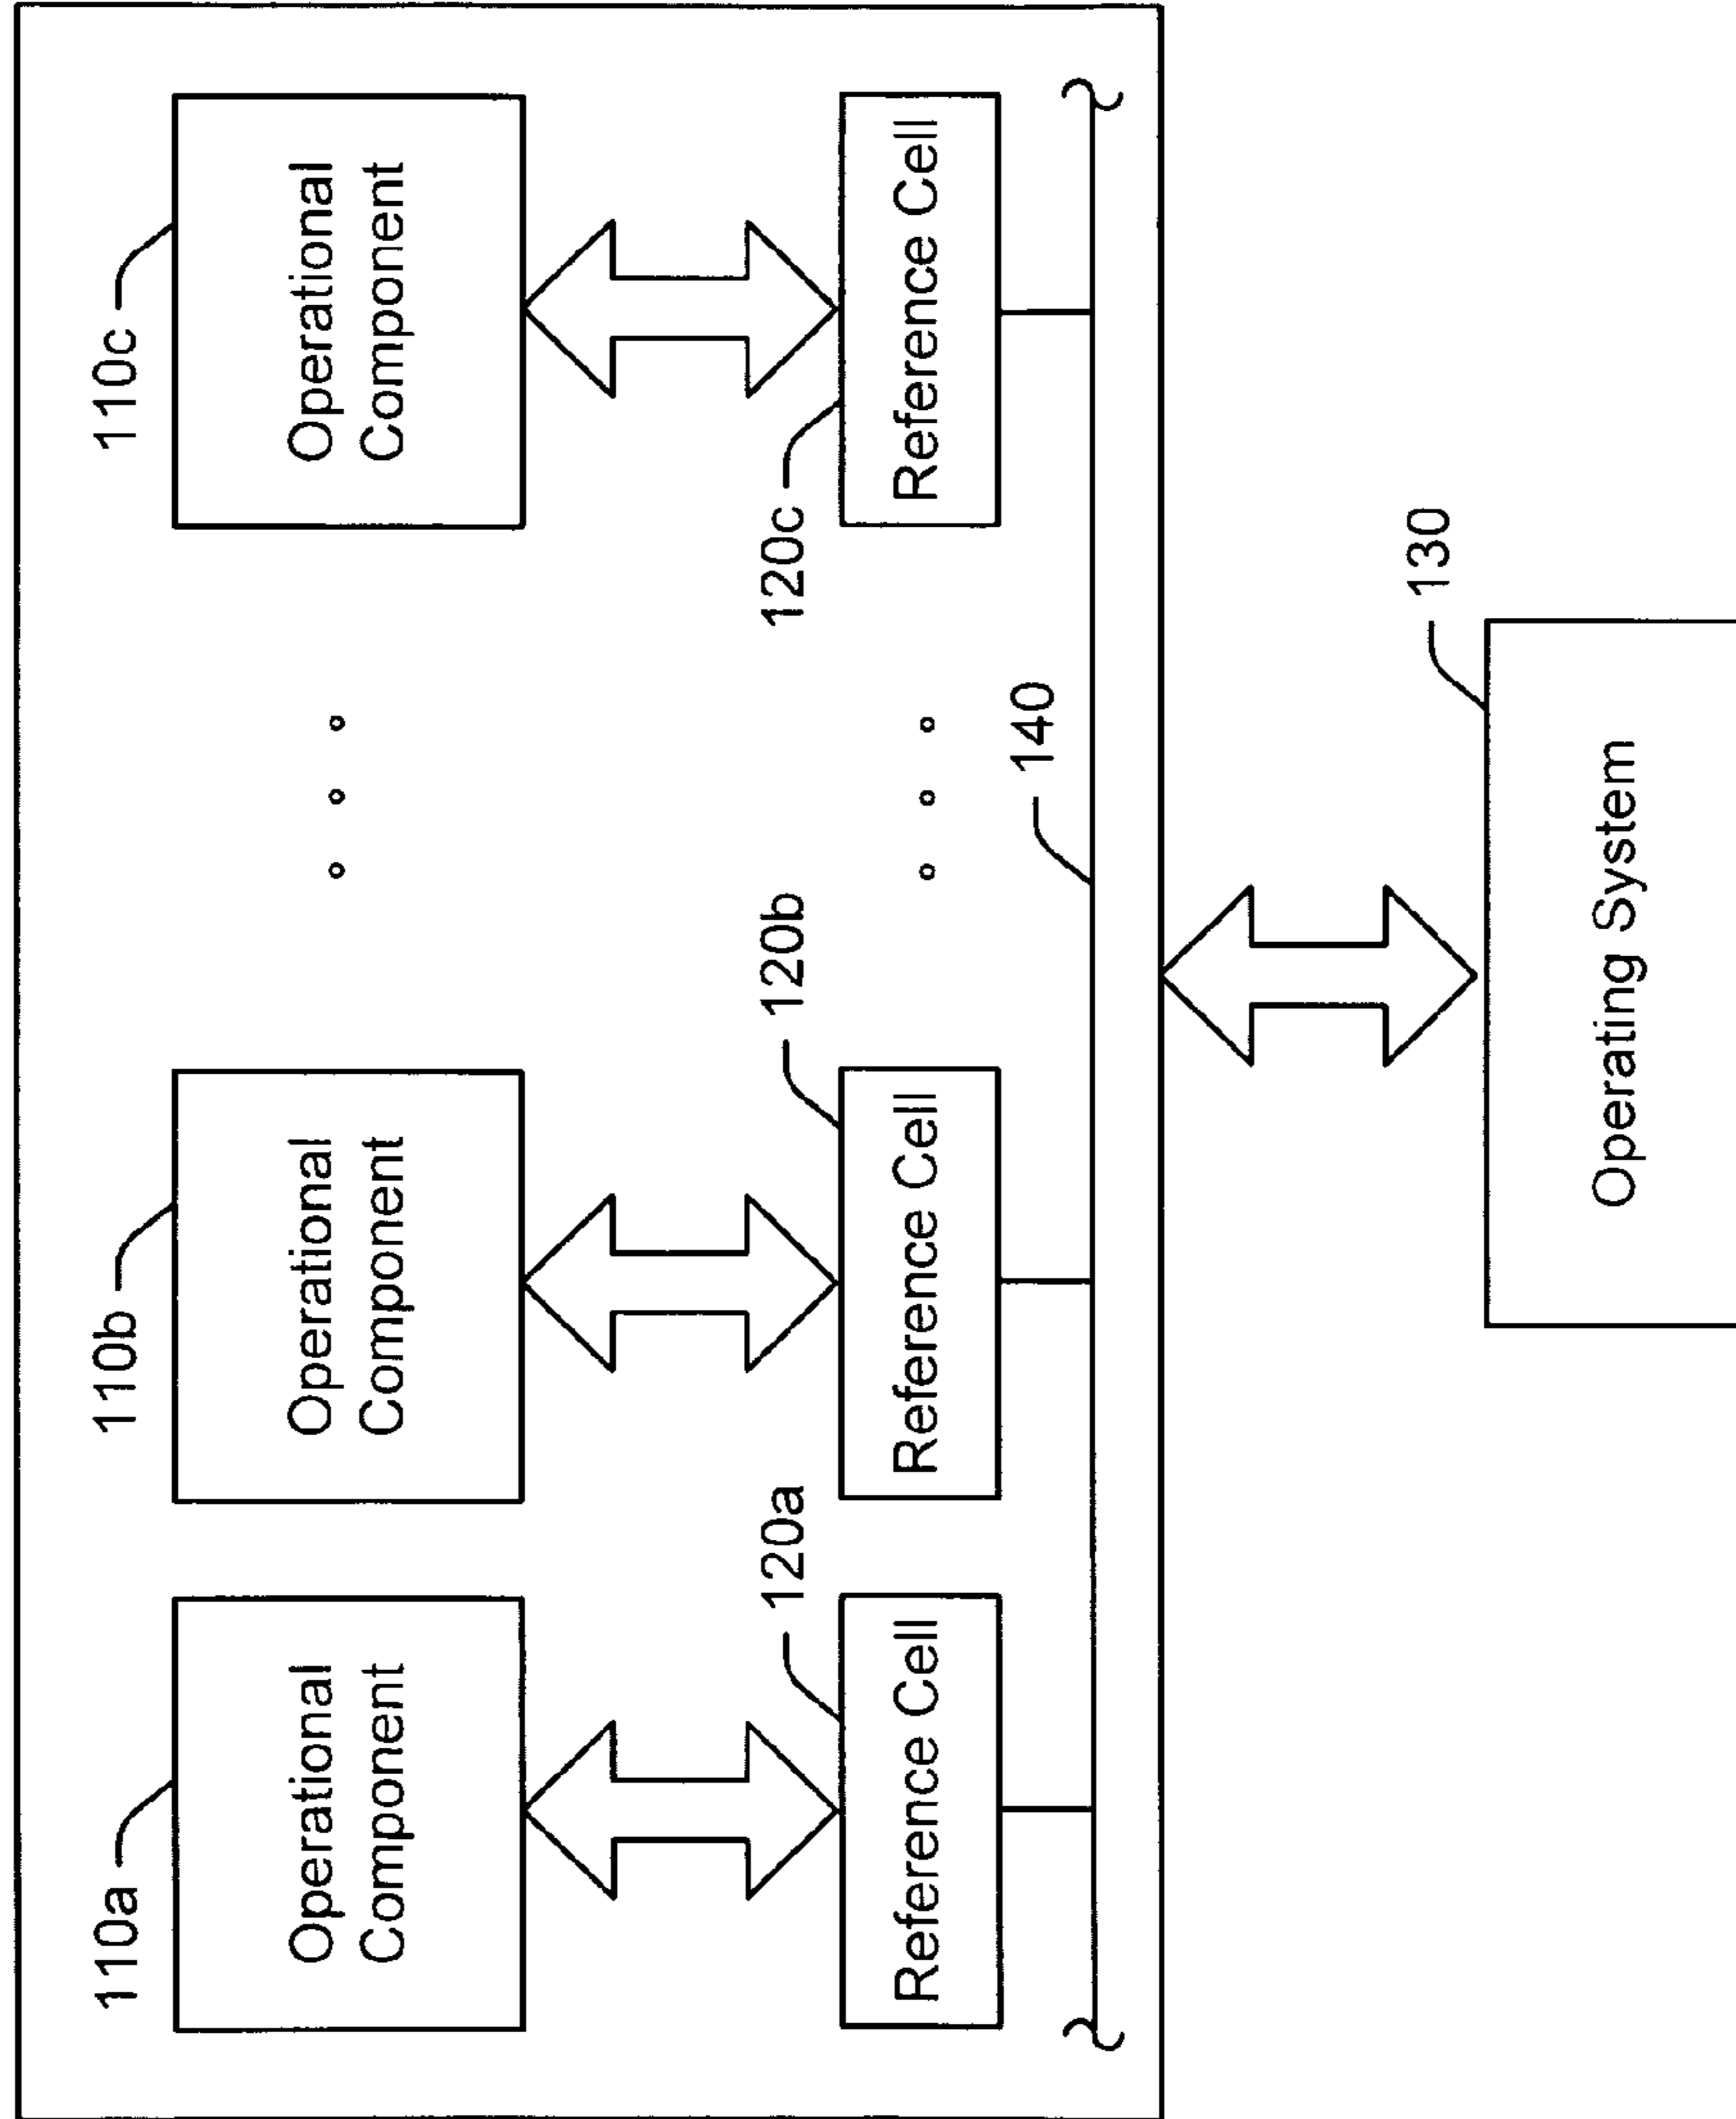 110a
110b
110c
Operational
Component
Operational
Component
Operational
Component
120a
120b
120c
Reference Cell
Reference Cell
Reference Cell
140
130
Operating System